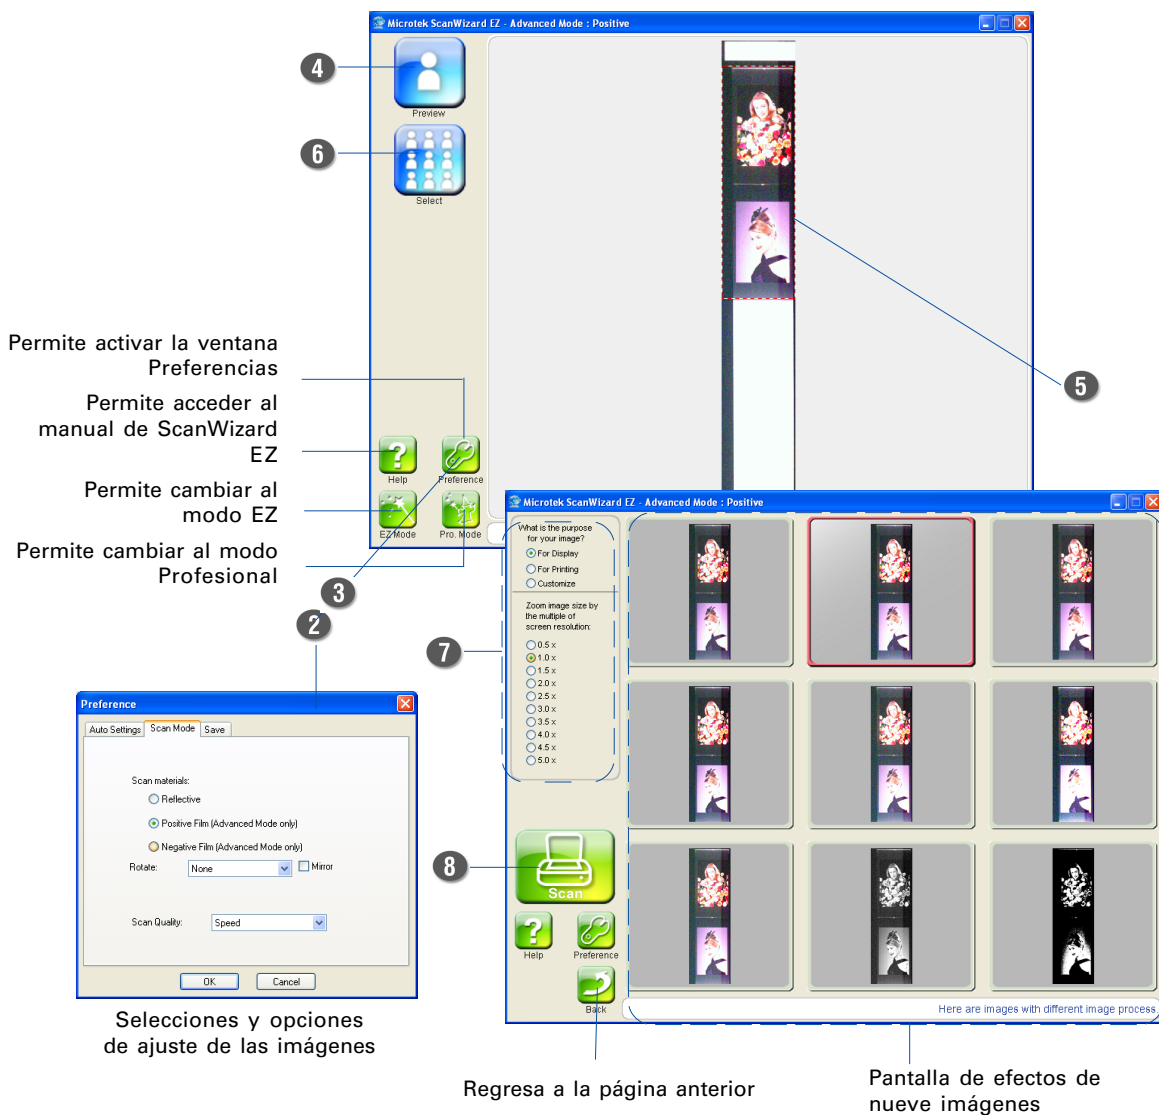 Microtek ScanWizard EZ - Advanced Mode : Positive
4
Preview
6
Select
5
Permite activar la ventana
Preferencias
Permite acceder al
manual de ScanWizard
EZ
Permite cambiar al
modo EZ
Permite cambiar al modo
Profesional
Help
Preference
EZ Mode
Pro. Mode
3
2
Microtek ScanWizard EZ - Advanced Mode : Positive
What is the purpose
for your image?
For Display
For Printing
Customize
Zoom image size by
the multiple of
screen resolution:
0.5 x
1.0 x
1.5 x
2.0 x
2.5 x
3.0 x
3.5 x
4.0 x
4.5 x
5.0 x
7
8
Scan
Help
Preference
Back
Here are images with different image process.
Preference
Auto Settings
Scan Mode
Save
Scan materials:
Reflective
Positive Film (Advanced Mode only)
Negative Film (Advanced Mode only)
Rotate:
None
Mirror
Scan Quality:
Speed
OK
Cancel
Selecciones y opciones
de ajuste de las imágenes
Regresa a la página anterior
Pantalla de efectos de
nueve imágenes